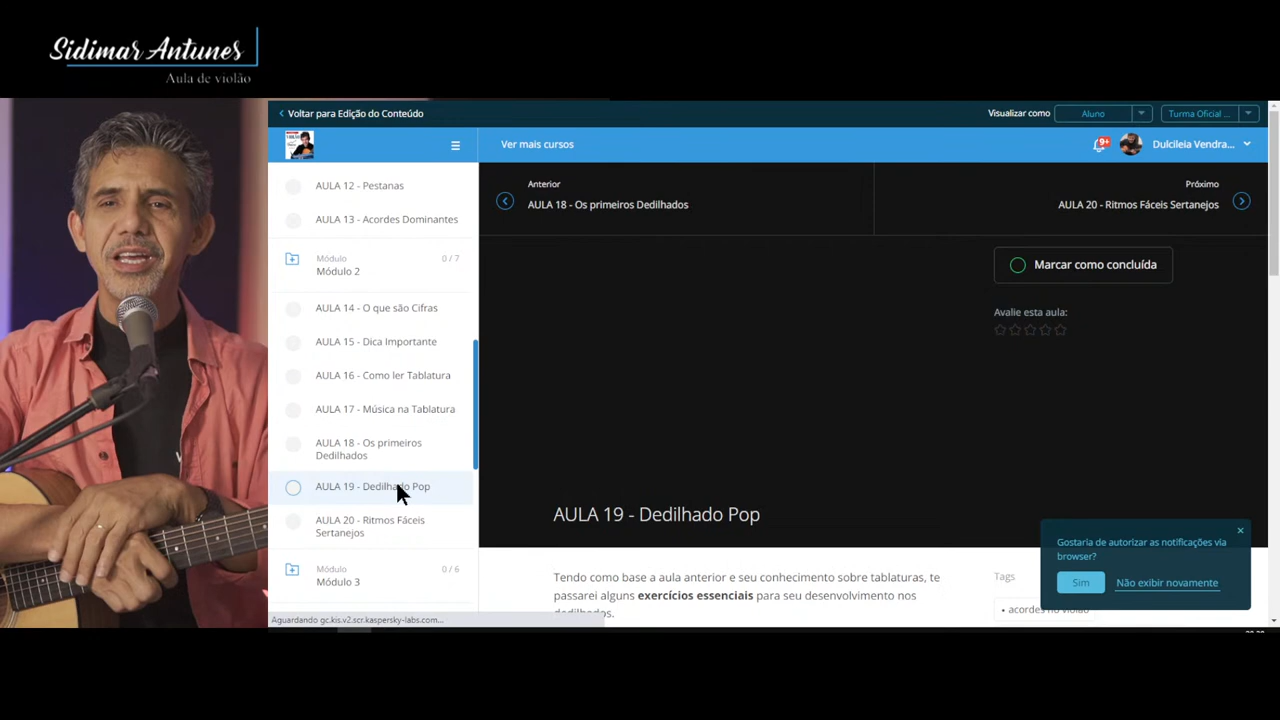 Sidimar Antunes
Aula de violão
Voltar para Edição do Conteúdo
Visualizar como
Aluno
Turma Oficial ...
Ver mais cursos
9+
Dulcileia Vendra...
AULA 12 - Pestanas
AULA 13 - Acordes Dominantes
Módulo
0 / 7
Módulo 2
AULA 14 - O que são Cifras
AULA 15 - Dica Importante
AULA 16 - Como ler Tablatura
AULA 17 - Música na Tablatura
AULA 18 - Os primeiros
Dedilhados
AULA 19 - Dedilhado Pop
AULA 20 - Ritmos Fáceis
Sertanejos
Módulo
0 / 6
Módulo 3
Aguardando gc.kis.v2.scr.kaspersky-labs.com...
Anterior
AULA 18 - Os primeiros Dedilhados
Próximo
AULA 20 - Ritmos Fáceis Sertanejos
Marcar como concluída
Avalie esta aula:
AULA 19 - Dedilhado Pop
Tendo como base a aula anterior e seu conhecimento sobre tablaturas, te
passarei alguns exercícios essenciais para seu desenvolvimento nos
dedilhados.
Tags
• acordes no violão
Gostaria de autorizar as notificações via
browser?
Sim
Não exibir novamente